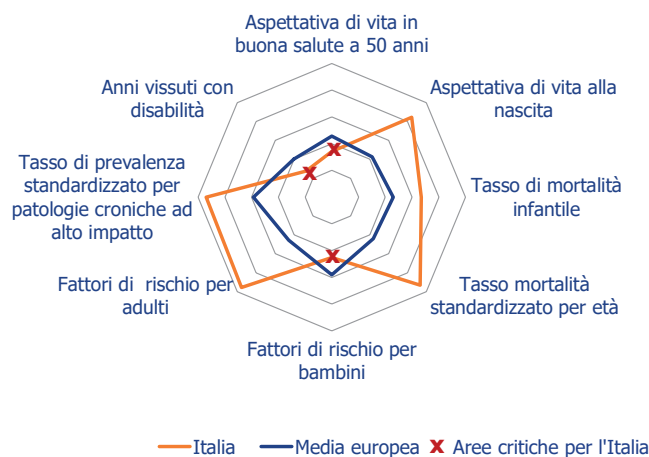 Aspettativa di vita in
buona salute a 50 anni
Aspettativa di vita alla
nascita
Tasso di mortalità
infantile
Tasso mortalità
standardizzato per età
Fattori di rischio per
bambini
Fattori di rischio per
adulti
Tasso di prevalenza
standardizzato per
patologie croniche ad
alto impatto
Anni vissuti con
disabilità
Italia
Media europea
X Aree critiche per l'Italia